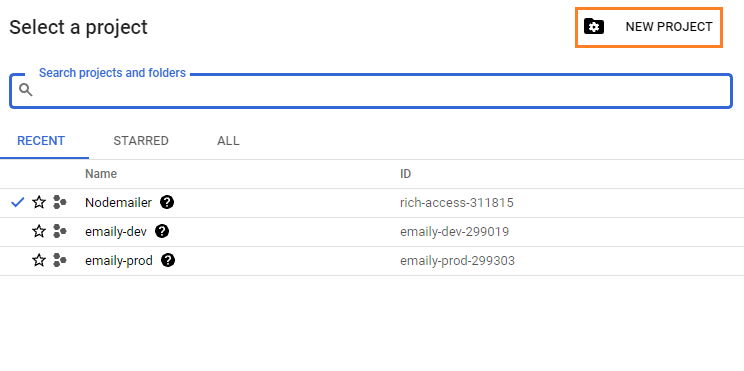 Select a project
NEW PROJECT
Search projects and folders
RECENT STARRED ALL
Name ID
Nodemailer rich-access-311815
emaily-dev emaily-dev-299019
emaily-prod emaily-prod-299303